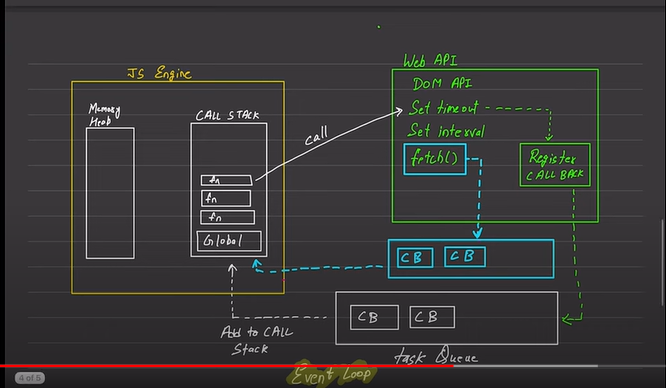 JS Engine
Memory
Heap
CALL STACK
fn
fn
fn
Global
call
Web API
DOM API
Set timeout
Set interval
fetch()
Register
CALL BACK
CB
CB
CB
CB
Add to CALL
Stack
task Queue
4 of 5
Event Loop